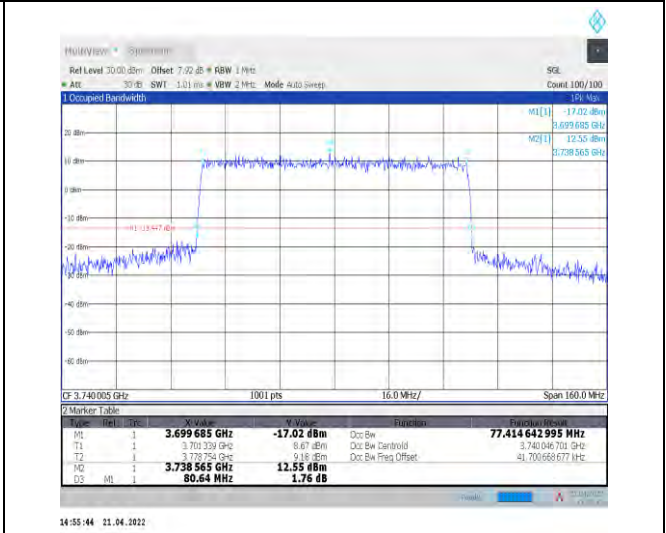 MultiView Spectrum
Ref Level 30.00 dBm Offset 7.92 dB RBW 1 MHz SGL
Att 30 dB SWT 1.01 ms VBW 2 MHz Mode Auto Sweep Count 100/100
1 Occupied Bandwidth 1Pk Max
M1[1] -17.02 dBm
3.699 685 GHz
M2[1] 12.55 dBm
3.738 565 GHz
20 dBm
10 dBm
0 dBm
-10 dBm
-20 dBm
-30 dBm
-40 dBm
-50 dBm
-60 dBm
CF 3.740 005 GHz 1001 pts 16.0 MHz/ Span 160.0 MHz
2 Marker Table
Type Ref Trc X-Value Y-Value Function Function Result
M1 1 3.699 685 GHz -17.02 dBm Occ Bw 77.414 642 995 MHz
T1 1 3.701 339 GHz 8.67 dBm Occ Bw Centroid 3.740 046 701 GHz
T2 1 3.778 754 GHz 9.18 dBm Occ Bw Freq Offset 41.700 668 677 kHz
M2 1 3.738 565 GHz 12.55 dBm
D3 M1 1 80.64 MHz 1.76 dB
14:55:44 21.04.2022